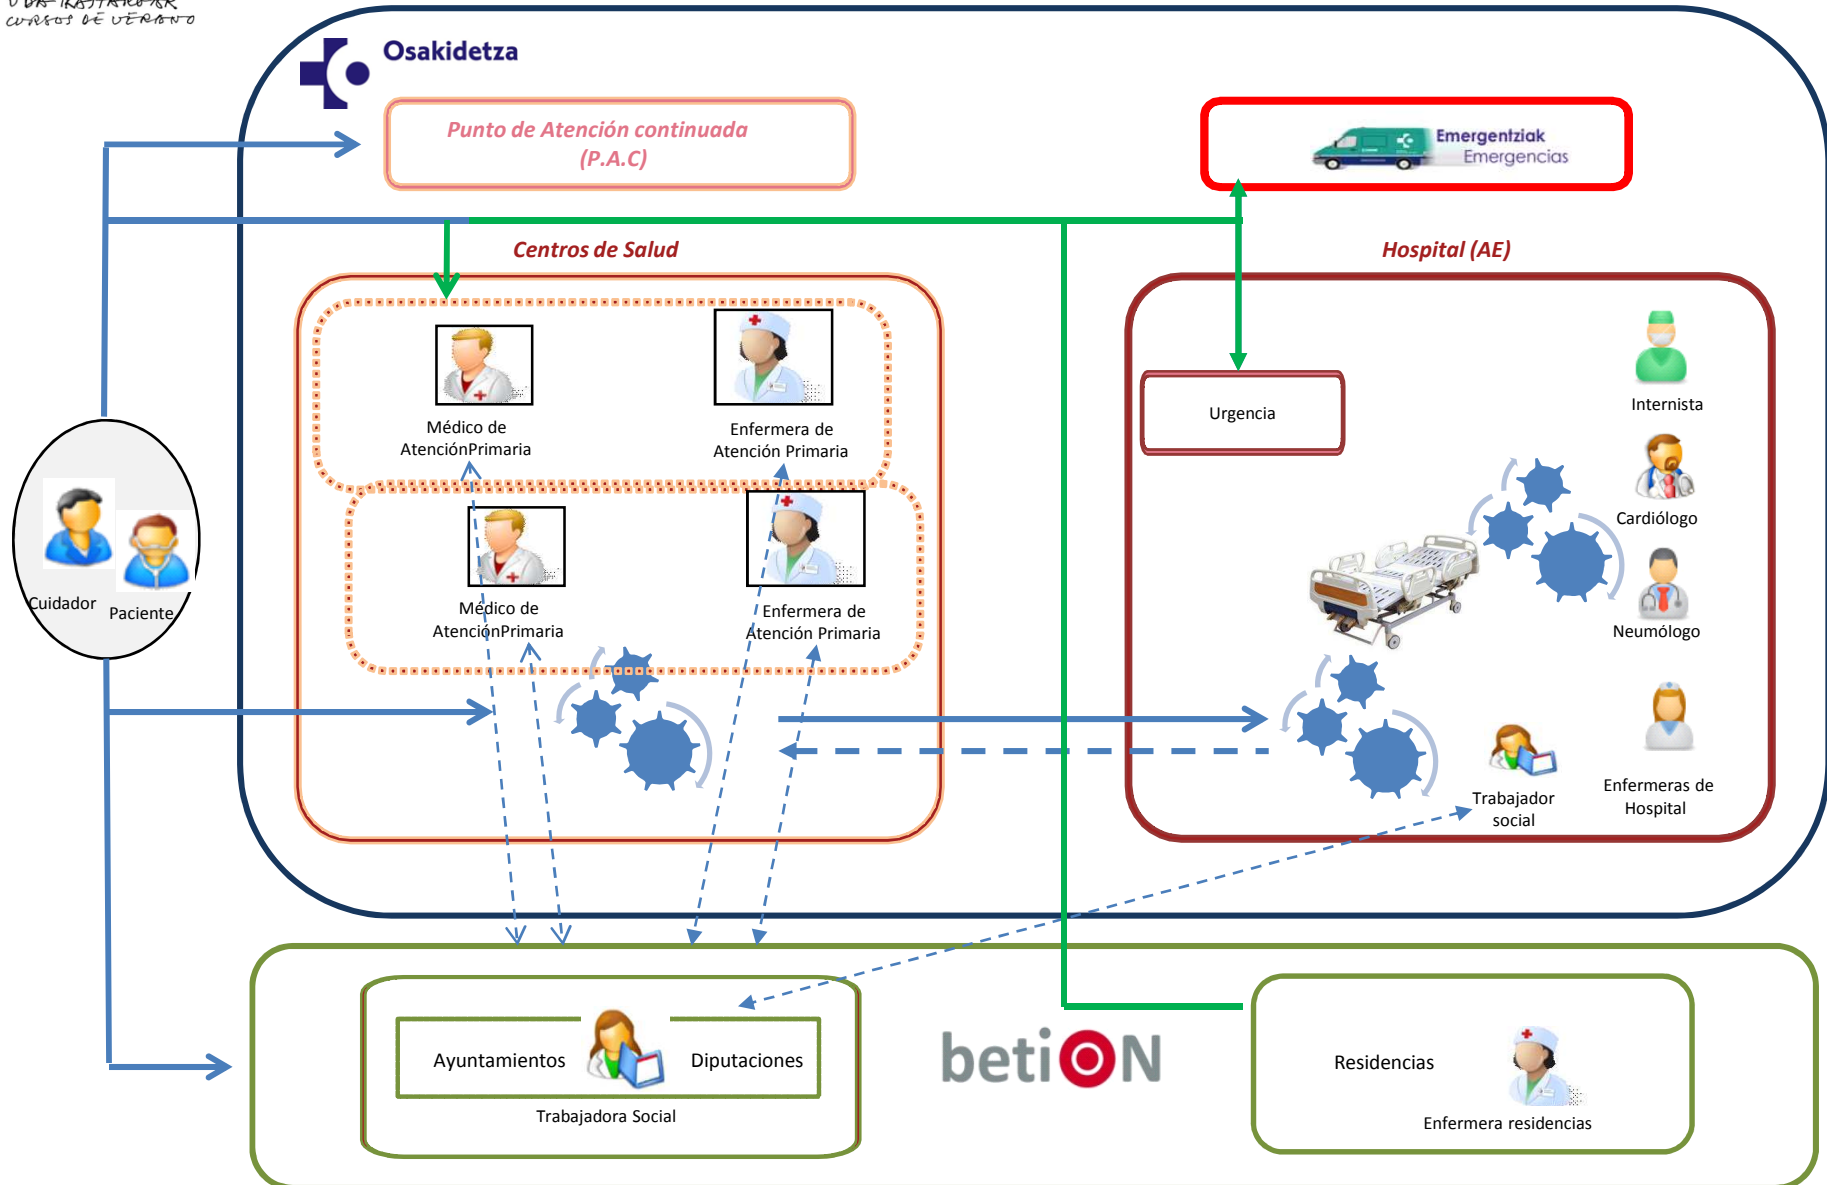 UDA IKASTAROAK
CURSOS DE VERANO
Osakidetza
Punto de Atención continuada
(P.A.C)
Emergentziak
Emergencias
Centros de Salud
Hospital (AE)
Médico de
AtenciónPrimaria
Enfermera de
Atención Primaria
Urgencia
Internista
Cardiólogo
Cuidador
Paciente
Médico de
AtenciónPrimaria
Enfermera de
Atención Primaria
Neumólogo
Trabajador
social
Enfermeras de
Hospital
Ayuntamientos
Diputaciones
Trabajadora Social
betiON
Residencias
Enfermera residencias